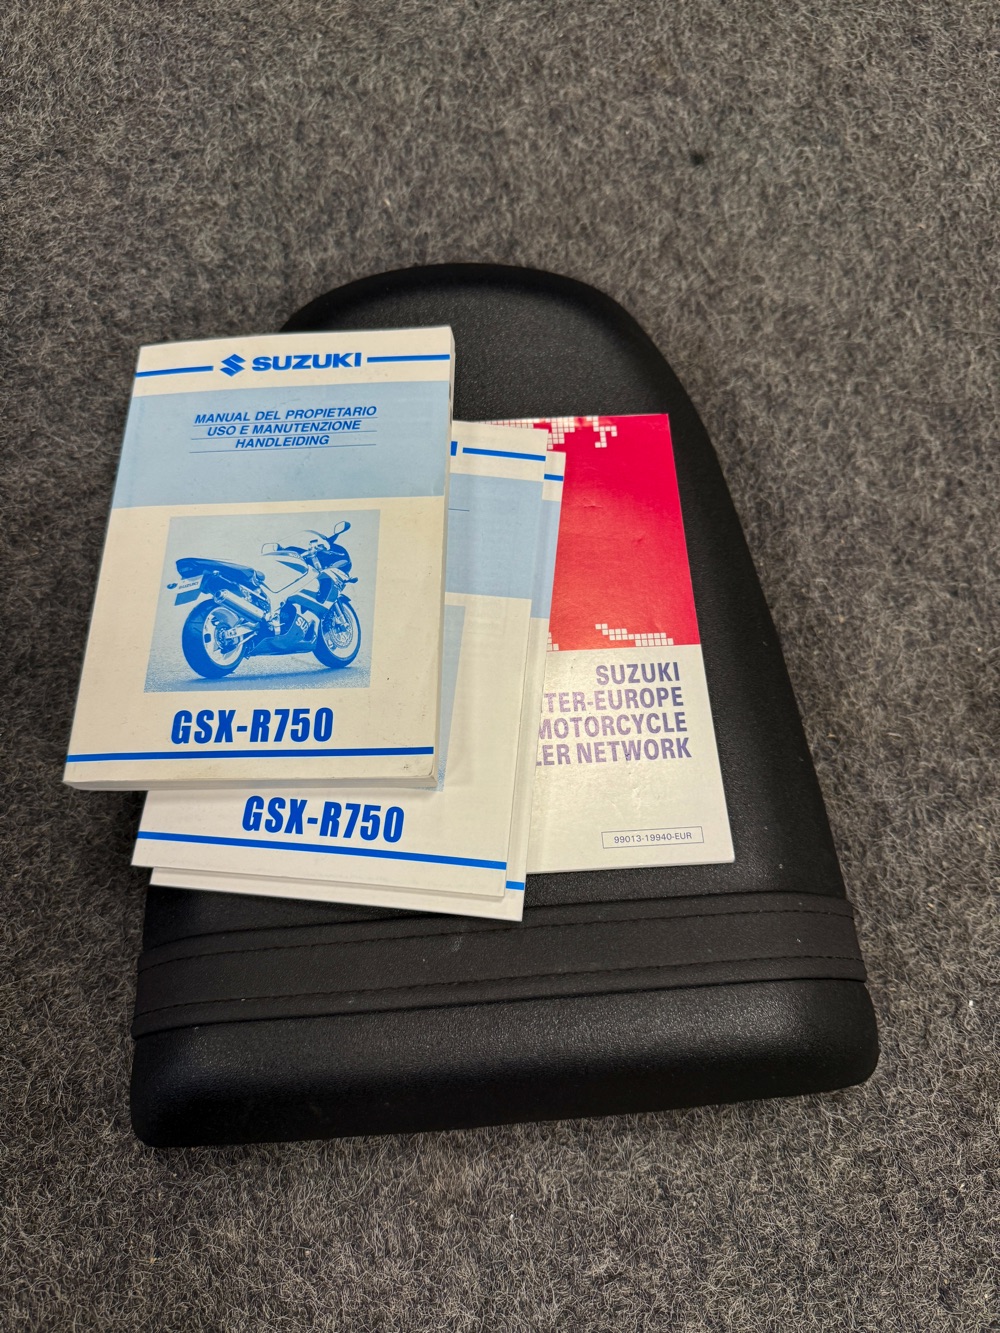 SUZUKI
MANUAL DEL PROPIETARIO
USO E MANUTENZIONE
HANDLEIDING
GSX-R750
GSX-R750
SUZUKI
TER-EUROPE
MOTORCYCLE
LER NETWORK
99013-19940-EUR